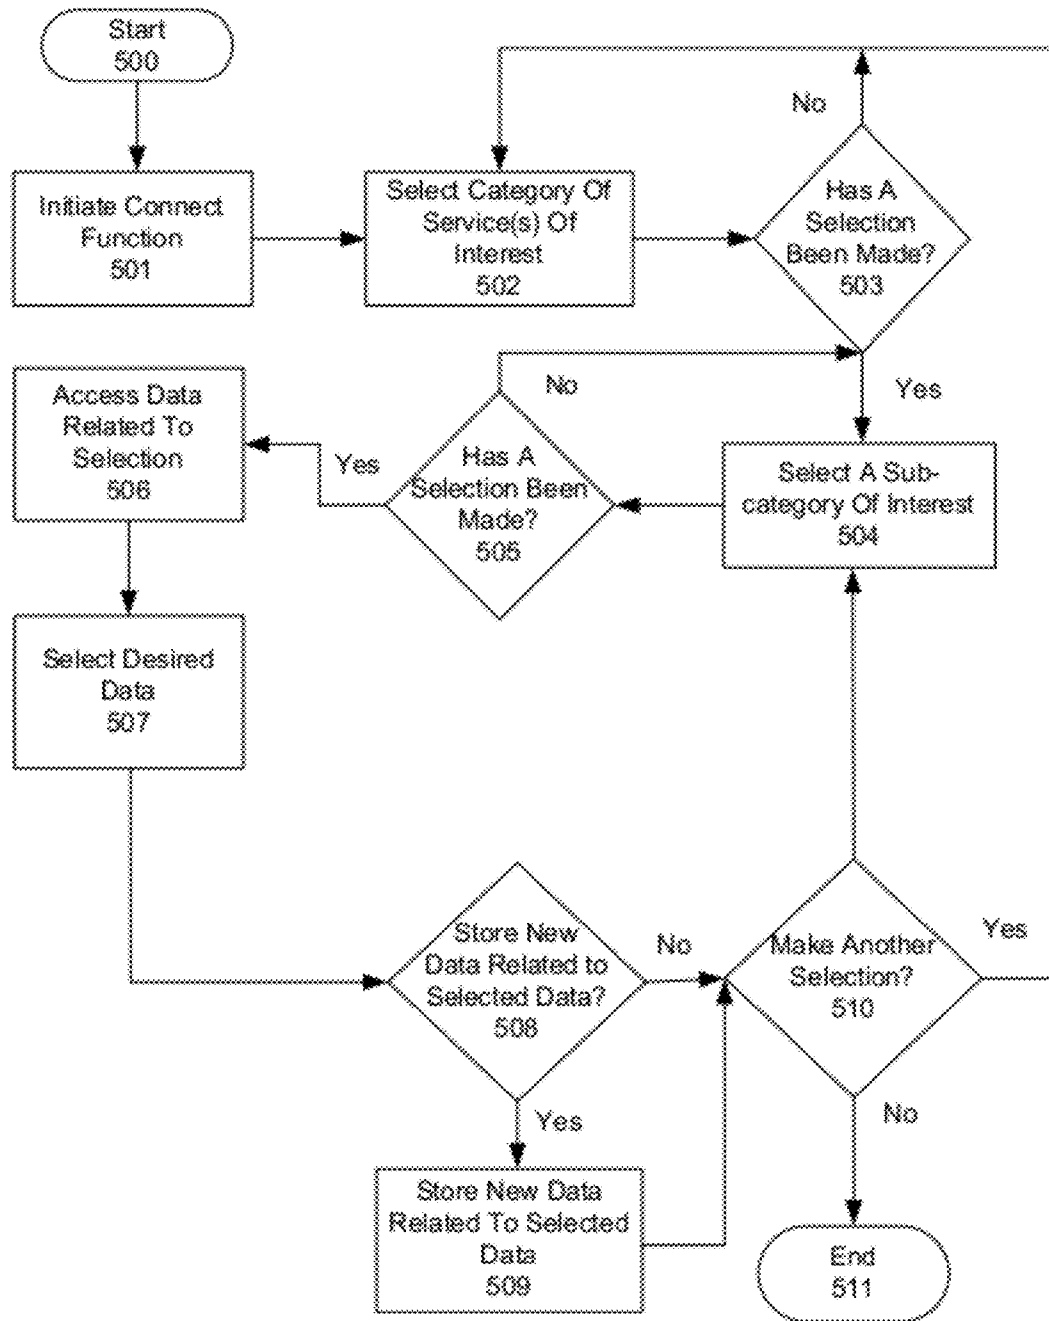 Start
500
No
Initiate Connect
Function
501
Select Category Of
Service(s) Of
Interest
502
Has A
Selection
Been Made?
503
Yes
No
Access Data
Related To
Selection
506
Yes
Has A
Selection Been
Made?
505
Select A Sub-
category Of Interest
504
Select Desired
Data
507
Store New
Data Related to
Selected Data?
508
No
Make Another
Selection?
510
Yes
Yes
No
Store New Data
Related To Selected
Data
509
End
511